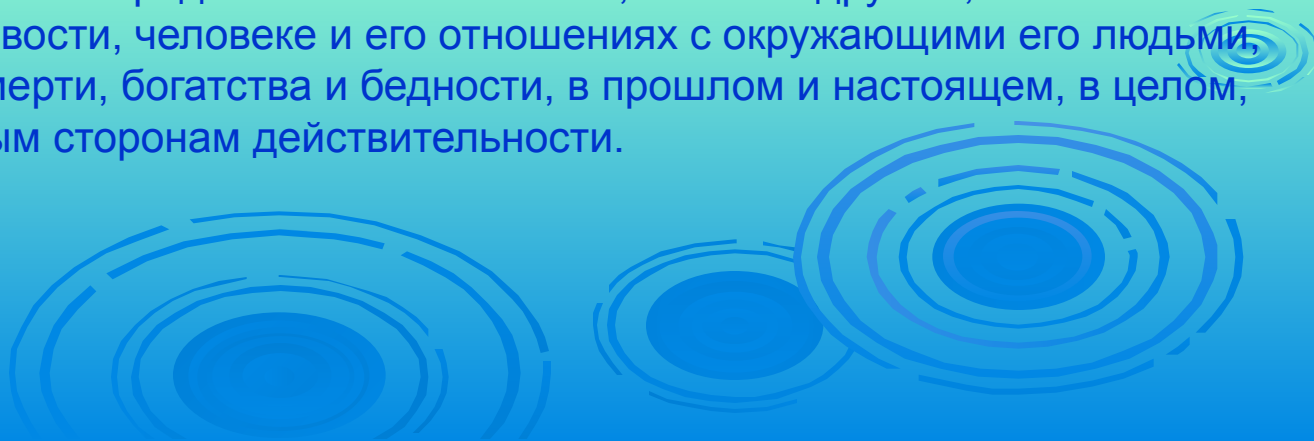 вости, человеке и его отношениях с окружающими его людьми,
мерти, богатства и бедности, в прошлом и настоящем, в целом,
ым сторонам действительности.